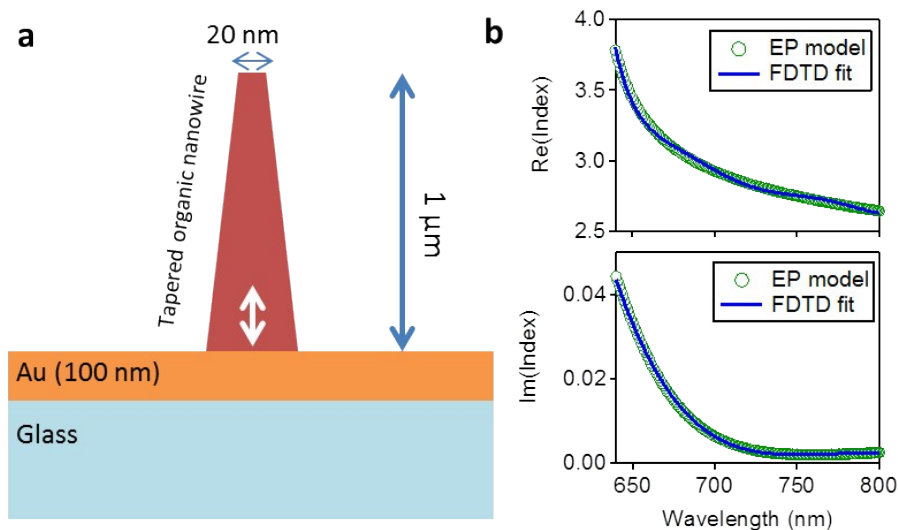 a
20 nm
Tapered organic nanowire
1 µm
Au (100 nm)
Glass
b
EP model
FDTD fit
Re(Index)
4.0
3.5
3.0
2.5
EP model
FDTD fit
Im(Index)
0.04
0.02
0.00
650 700 750 800
Wavelength (nm)